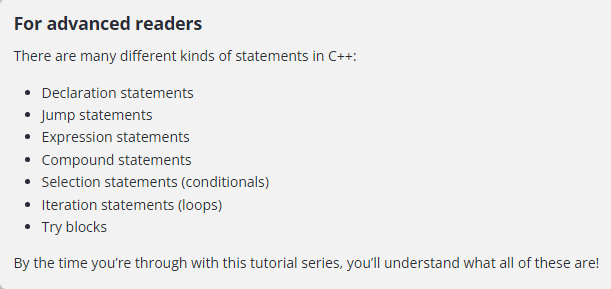 For advanced readers
There are many different kinds of statements in C++:
Declaration statements
Jump statements
Expression statements
Compound statements
Selection statements (conditionals)
Iteration statements (loops)
Try blocks
By the time you’re through with this tutorial series, you’ll understand what all of these are!